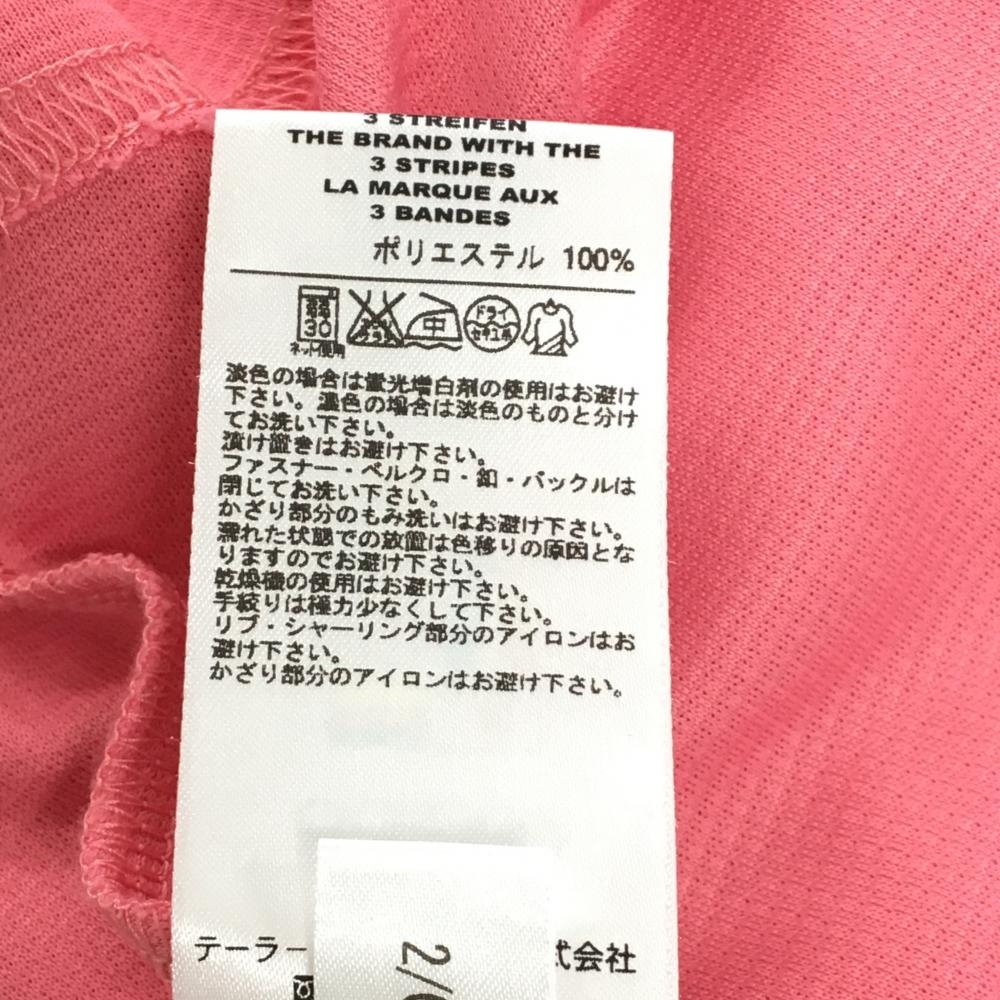 3 STREIFEN
THE BRAND WITH THE
3 STRIPES
LA MARQUE AUX
3 BANDES
ポリエステル 100%
弱
30
中
ドライ
セキユ系
ネット使用
淡色の場合は蛍光増白剤の使用はお避け
下さい。濃色の場合は淡色のものと分け
てお洗い下さい。
漬け置きはお避け下さい。
ファスナー・ベルクロ・釦・バックルは
閉じてお洗い下さい。
かざり部分のもみ洗いはお避け下さい。
濡れた状態での放置は色移りの原因とな
りますのでお避け下さい。
乾燥機の使用はお避け下さい。
手絞りは極力少なくして下さい。
リブ・シャーリング部分のアイロンはお
避け下さい。
かざり部分のアイロンはお避け下さい。
テーラー
式会社
2/